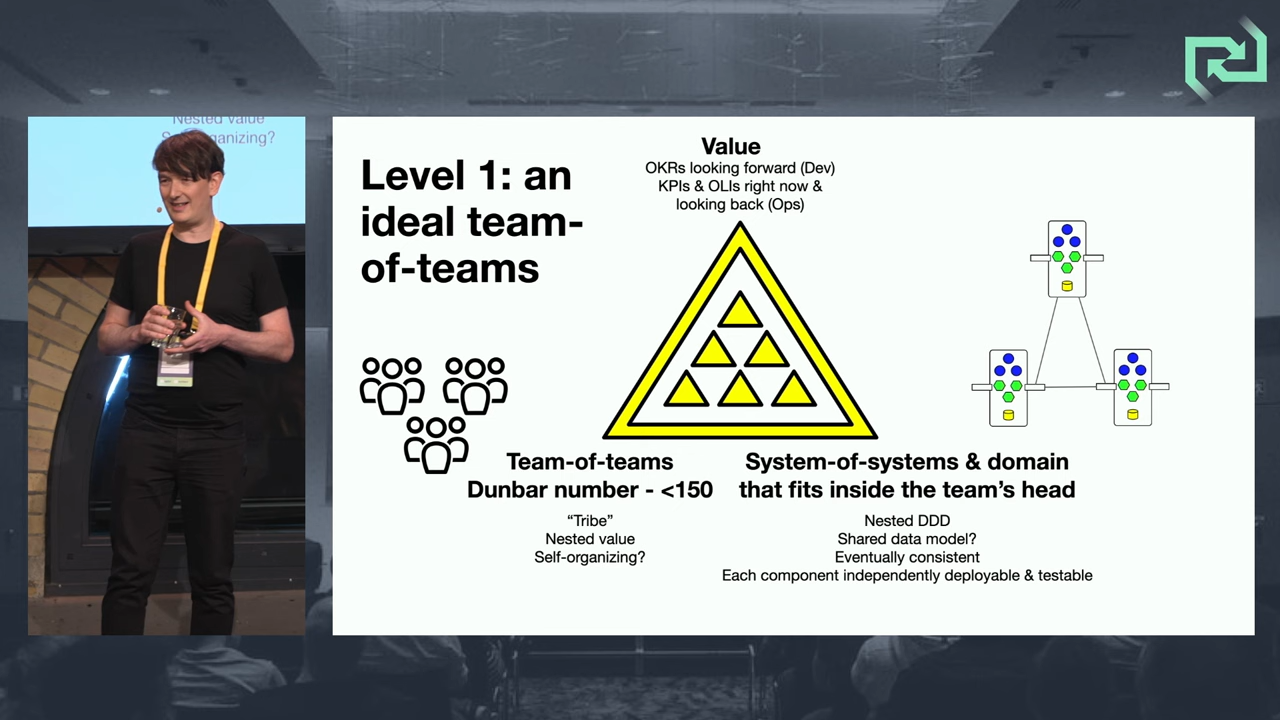 Nested value
Self-organizing?
Level 1: an
ideal team-
of-teams
Value
OKRs looking forward (Dev)
KPIs & OLIs right now &
looking back (Ops)
Team-of-teams
Dunbar number - <150
“Tribe”
Nested value
Self-organizing?
System-of-systems & domain
that fits inside the team’s head
Nested DDD
Shared data model?
Eventually consistent
Each component independently deployable & testable